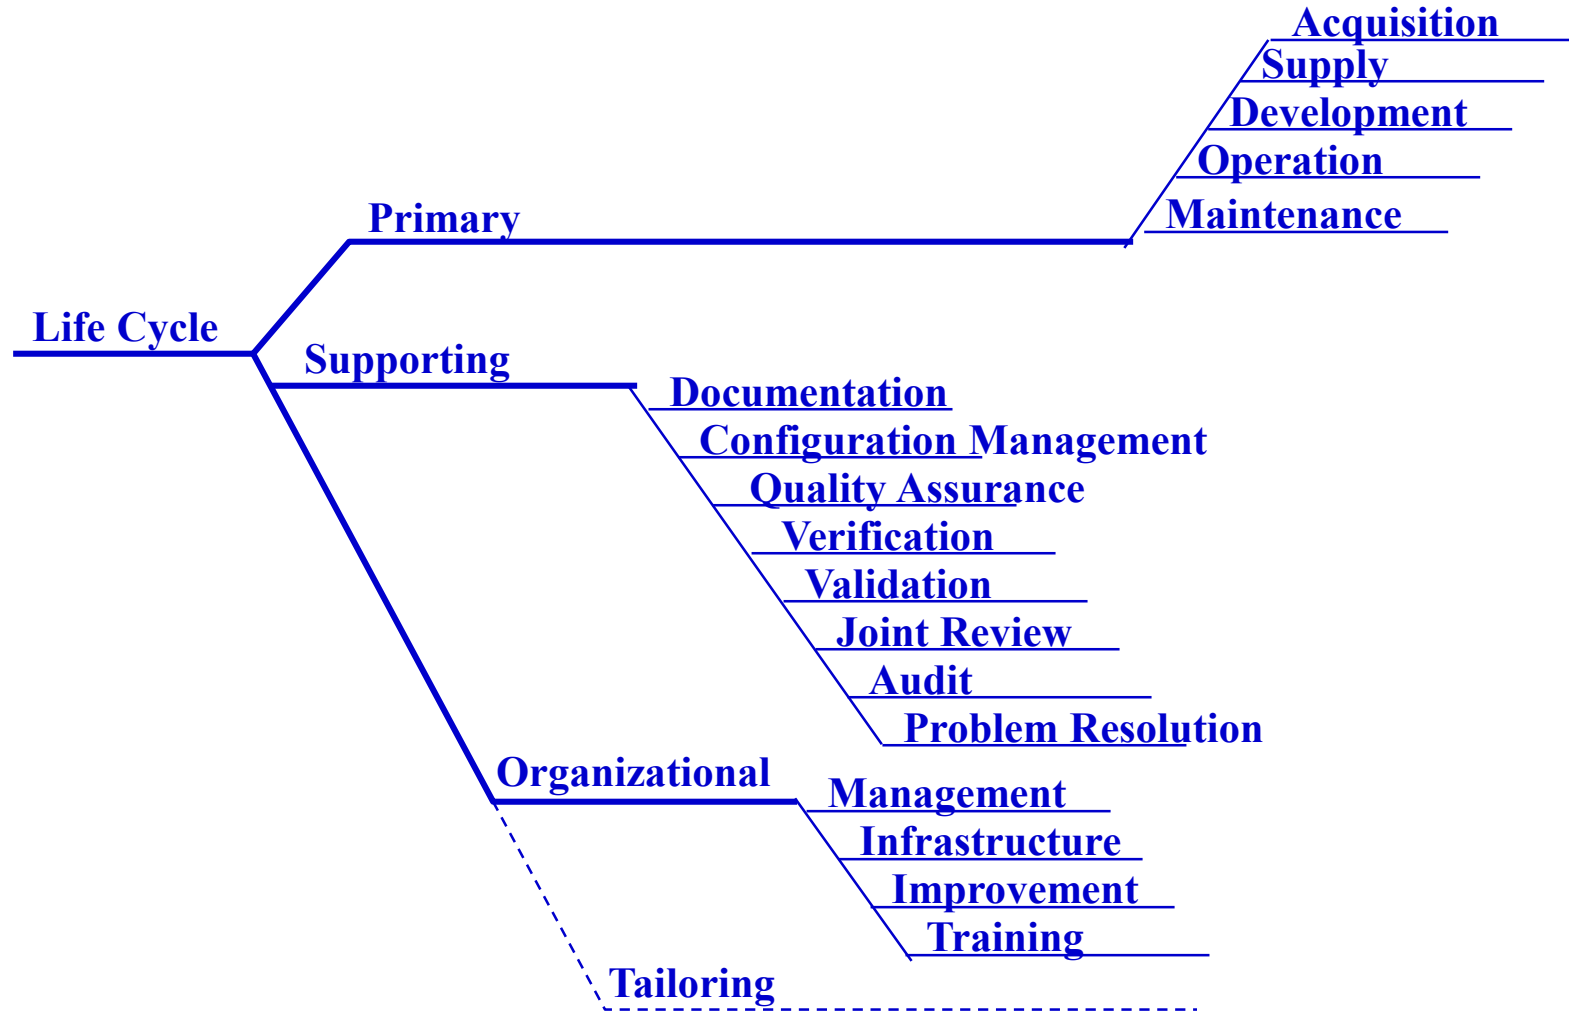 Acquisition
Supply
Development
Operation
Maintenance
Primary
Life Cycle
Supporting
Documentation
Configuration Management
Quality Assurance
Verification
Validation
Joint Review
Audit
Problem Resolution
Organizational
Management
Infrastructure
Improvement
Training
Tailoring